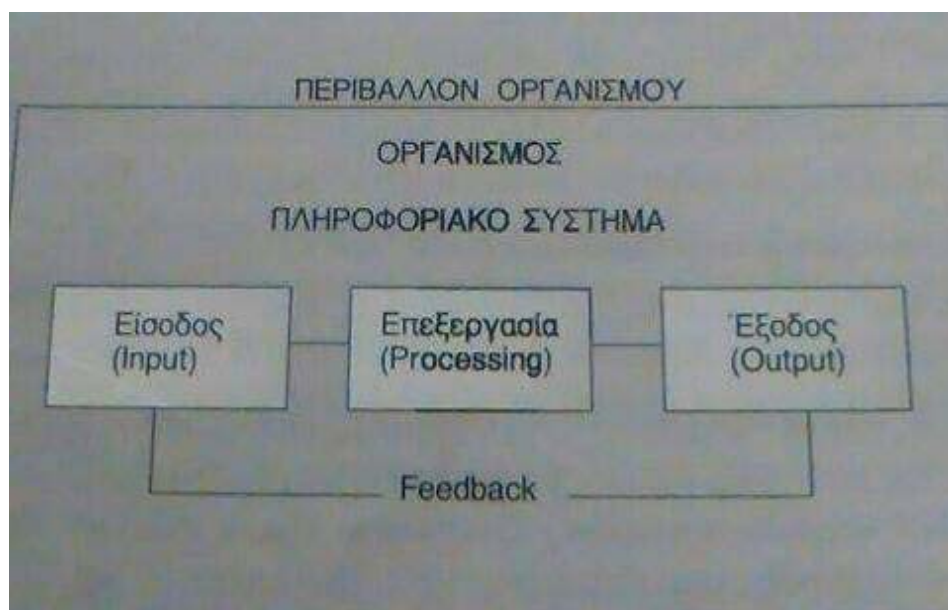 ΠΕΡΙΒΑΛΛΟΝ ΟΡΓΑΝΙΣΜΟΥ
ΟΡΓΑΝΙΣΜΟΣ
ΠΛΗΡΟΦΟΡΙΑΚΟ ΣΥΣΤΗΜΑ
Είσοδος
(Input)
Επεξεργασία
(Processing)
Έξοδος
(Output)
Feedback